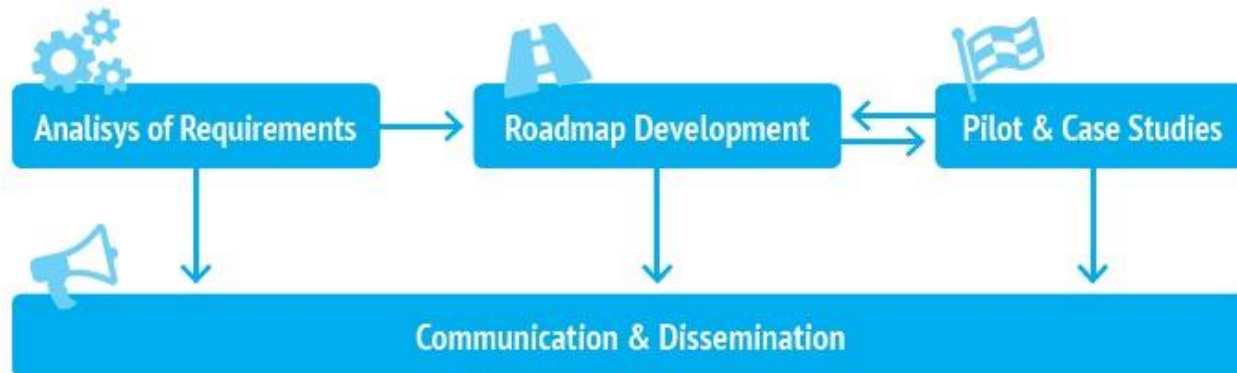 Analisys of Requirements
Roadmap Development
Pilot & Case Studies
Communication & Dissemination